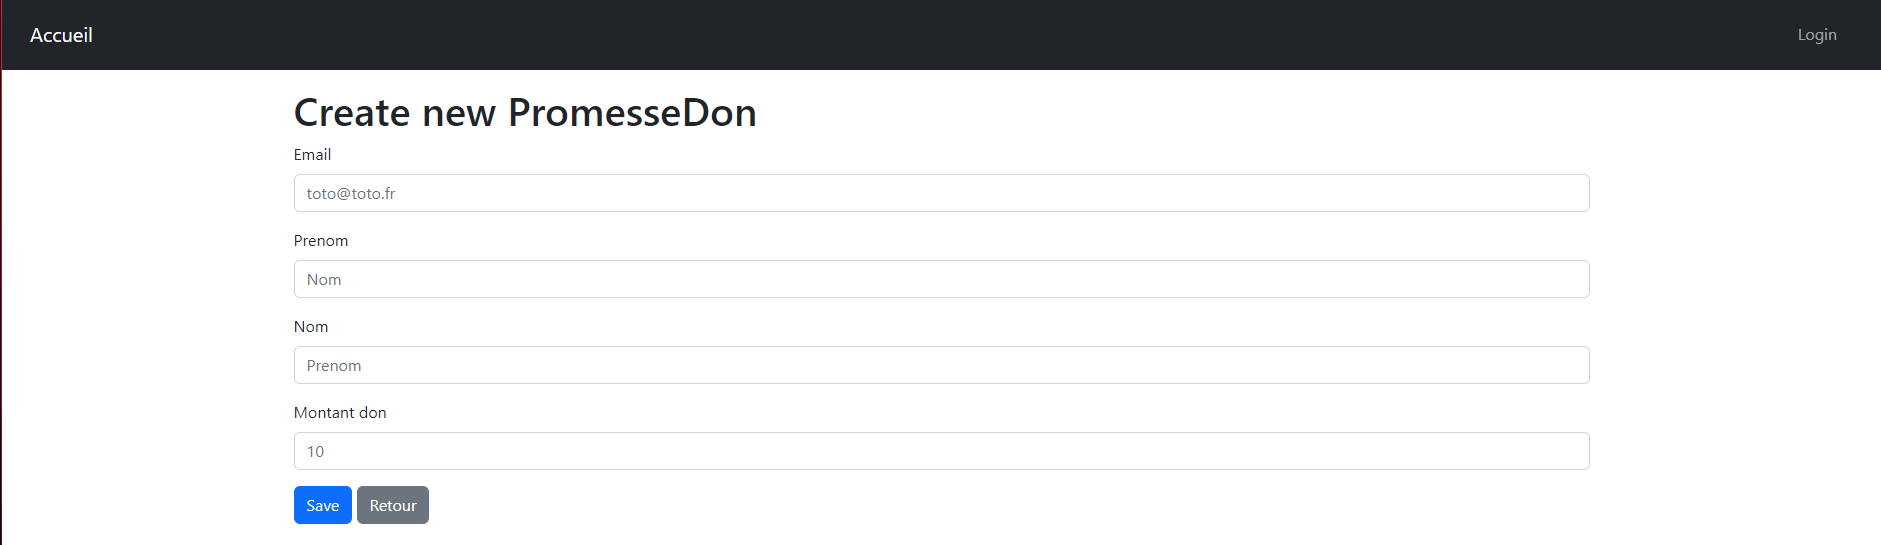 Accueil Login
Create new PromesseDon
Email
toto@toto.fr
Prenom
Nom
Nom
Prenom
Montant don
10
Save Retour